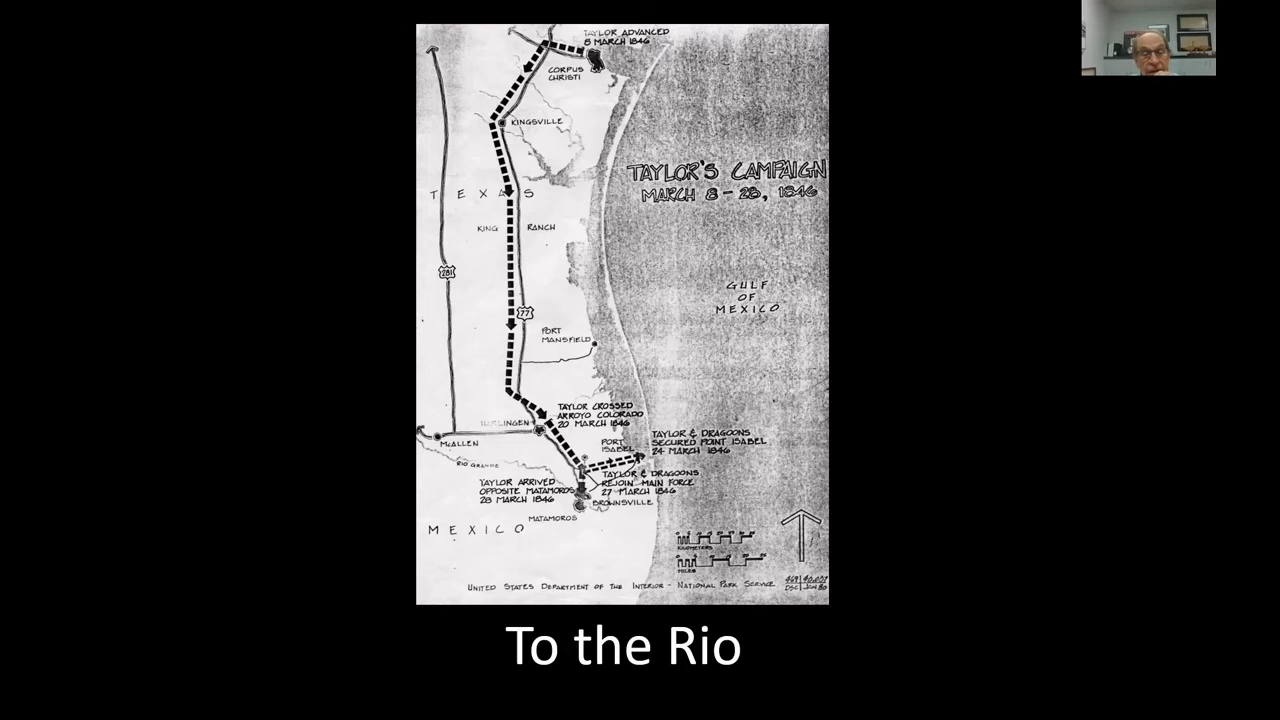 TAYLOR ADVANCED
8 MARCH 1846
CORPUS
CHRISTI
KINGSVILLE
TAYLOR'S CAMPAIGN
MARCH 8 - 28, 1846
TEXAS
KING RANCH
281
GULF
OF
MEXICO
77
PORT
MANSFIELD
TAYLOR CROSSED
ARROYO COLORADO
20 MARCH 1846
HARLINGEN
McALLEN
TAYLOR & DRAGOONS
SECURED POINT ISABEL
24 MARCH 1846
PORT
ISABEL
RIO GRANDE
TAYLOR & DRAGOONS
REJOIN MAIN FORCE
27 MARCH 1846
TAYLOR ARRIVED
OPPOSITE MATAMOROS
28 MARCH 1846
BROWNSVILLE
MATAMOROS
MEXICO
KILOMETERS
MILES
UNITED STATES DEPARTMENT OF THE INTERIOR - NATIONAL PARK SERVICE
To the Rio